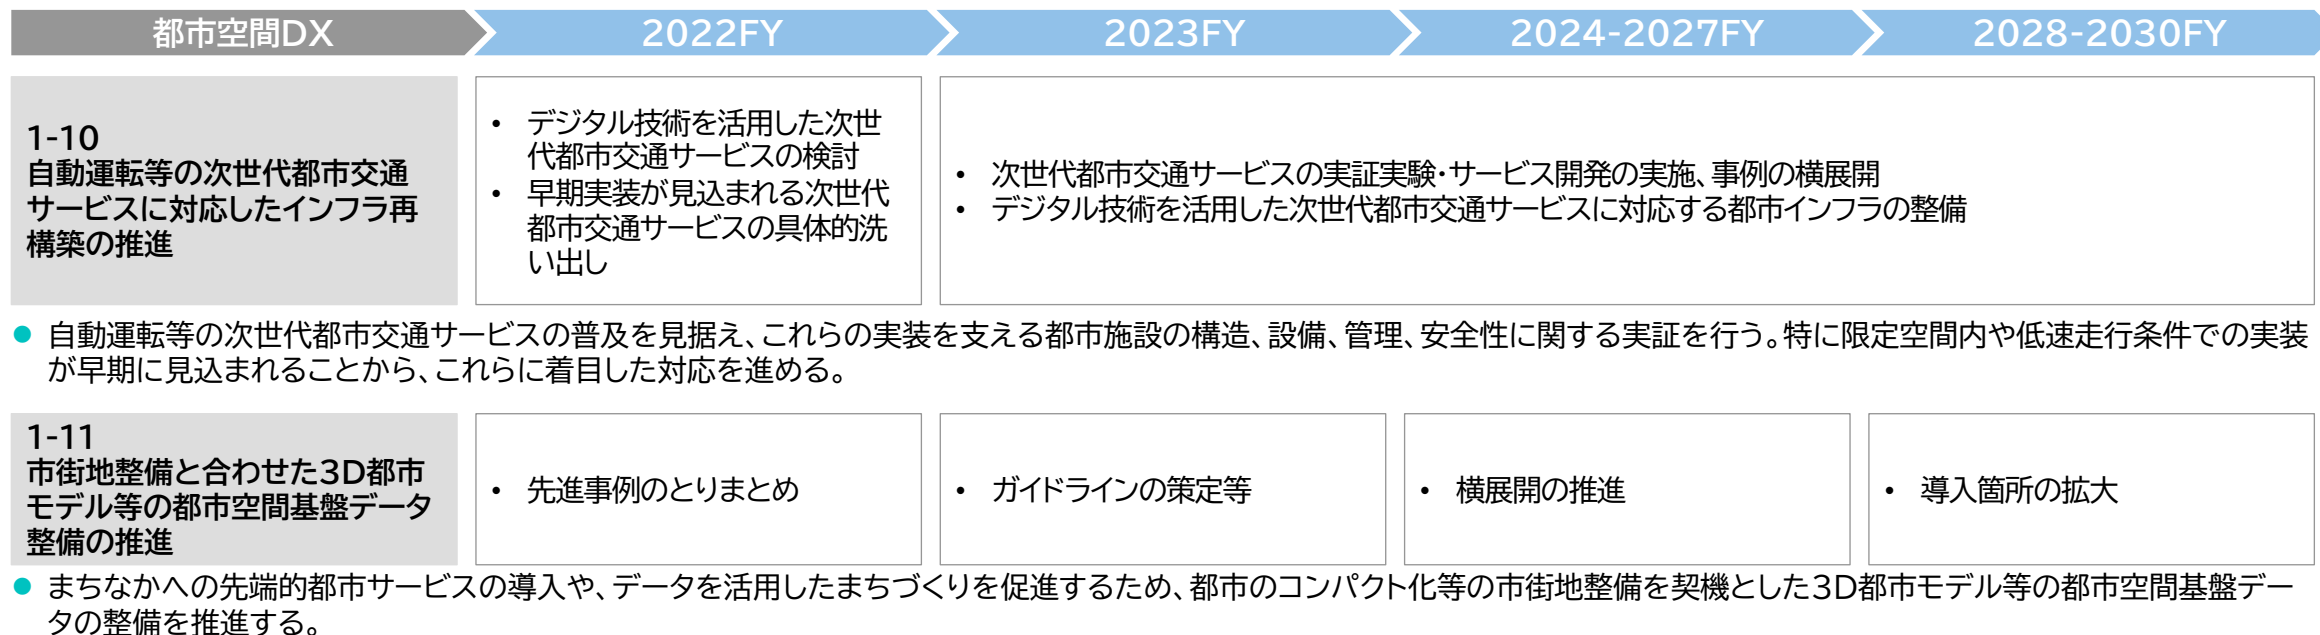 都市空間DX
2022FY
2023FY
2024-2027FY
2028-2030FY
1-10
自動運転等の次世代都市交通
サービスに対応したインフラ再
構築の推進
• デジタル技術を活用した次世
代都市交通サービスの検討
• 早期実装が見込まれる次世代
都市交通サービスの具体的洗
い出し
• 次世代都市交通サービスの実証実験・サービス開発の実施、事例の横展開
• デジタル技術を活用した次世代都市交通サービスに対応する都市インフラの整備
● 自動運転等の次世代都市交通サービスの普及を見据え、これらの実装を支える都市施設の構造、設備、管理、安全性に関する実証を行う。特に限定空間内や低速走行条件での実装
が早期に見込まれることから、これらに着目した対応を進める。
1-11
市街地整備と合わせた3D都市
モデル等の都市空間基盤データ
整備の推進
• 先進事例のとりまとめ
• ガイドラインの策定等
• 横展開の推進
• 導入箇所の拡大
● まちなかへの先端的都市サービスの導入や、データを活用したまちづくりを促進するため、都市のコンパクト化等の市街地整備を契機とした3D都市モデル等の都市空間基盤デー
タの整備を推進する。